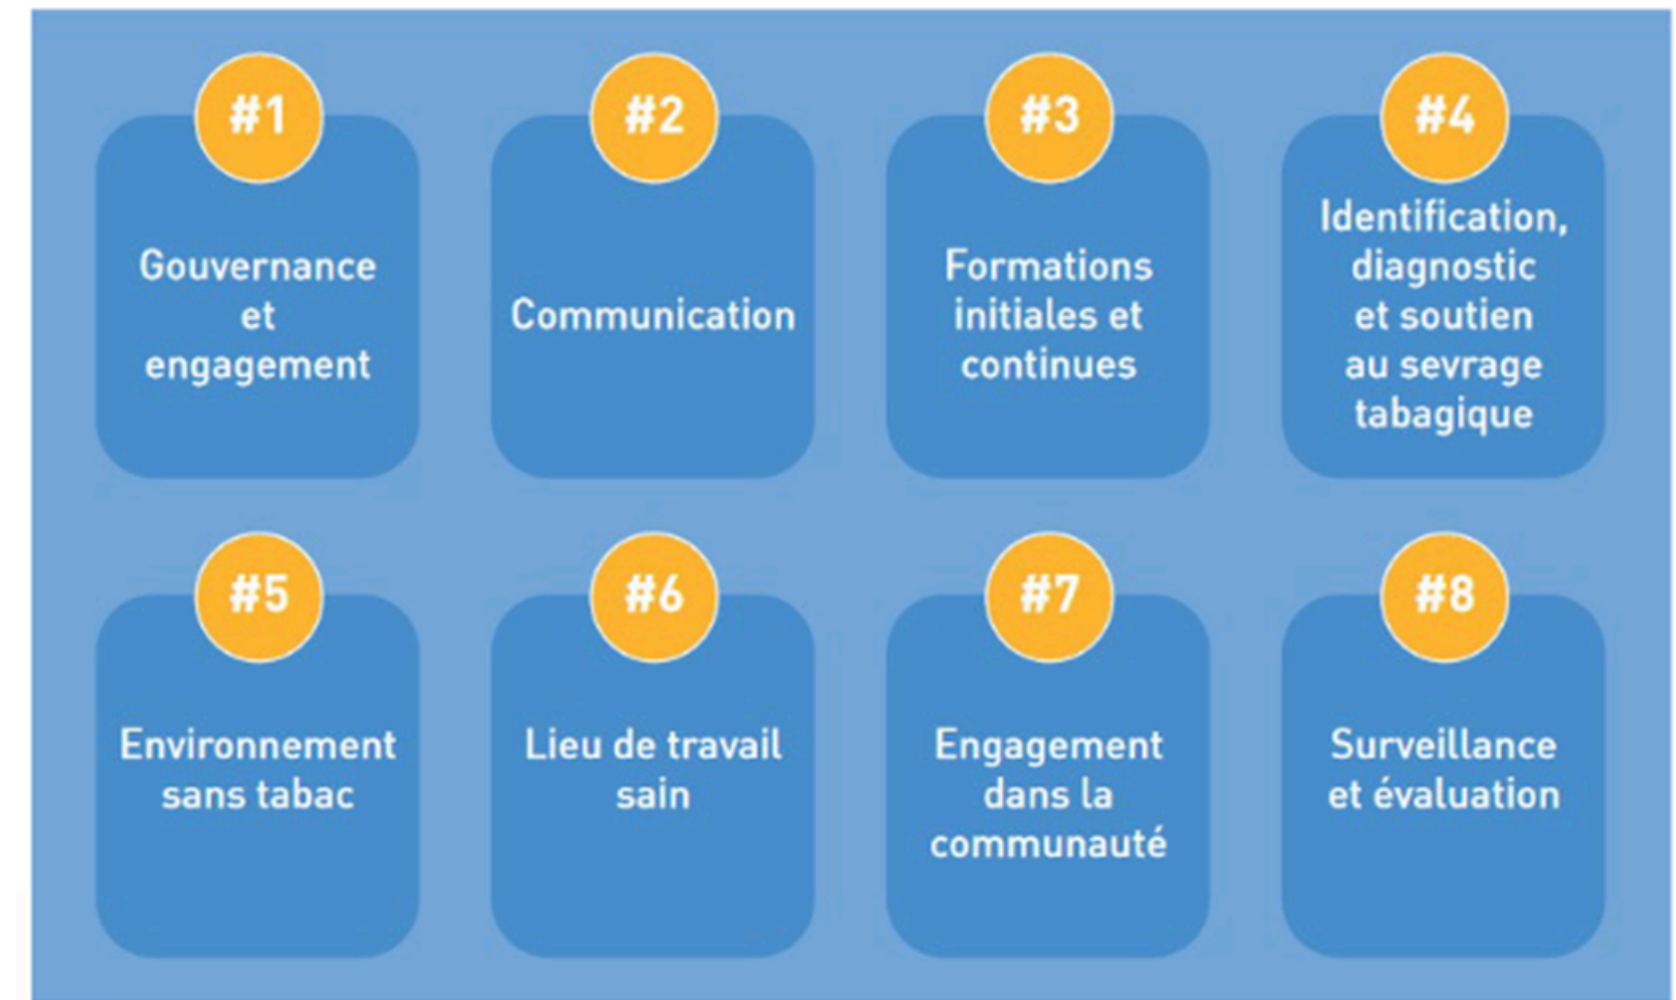 #1
Gouvernance
et
engagement
#2
Communication
#3
Formations
initiales et
continues
#4
Identification,
diagnostic
et soutien
au sevrage
tabagique
#5
Environnement
sans tabac
#6
Lieu de travail
sain
#7
Engagement
dans la
communauté
#8
Surveillance
et évaluation